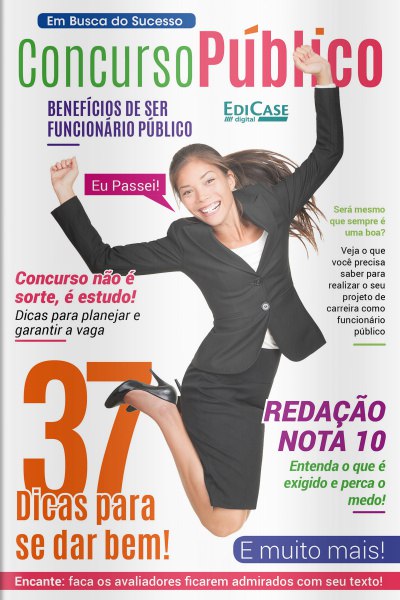 Em Busca do Sucesso
Concurso Público
BENEFÍCIOS DE SER
FUNCIONÁRIO PÚBLICO
EDICASE
digital
Eu Passei!
Será mesmo
que sempre é
uma boa?
Veja o que
você precisa
saber para
realizar o seu
projeto de
carreira como
funcionário
público
Concurso não é
sorte, é estudo!
Dicas para planejar e
garantir a vaga
37
Dicas para
se dar bem!
REDAÇÃO
NOTA 10
Entenda o que é
exigido e perca o
medo!
E muito mais!
Encante: faca os avaliadores ficarem admirados com seu texto!